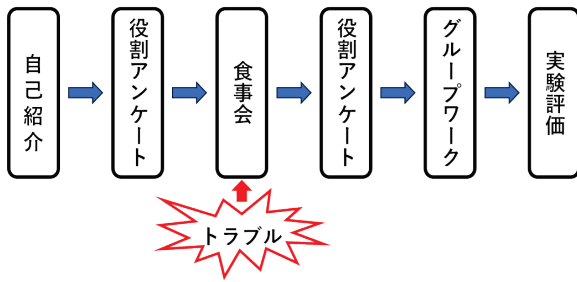 自己紹介
役割アンケート
食事会
役割アンケート
グループワーク
実験評価
トラブル